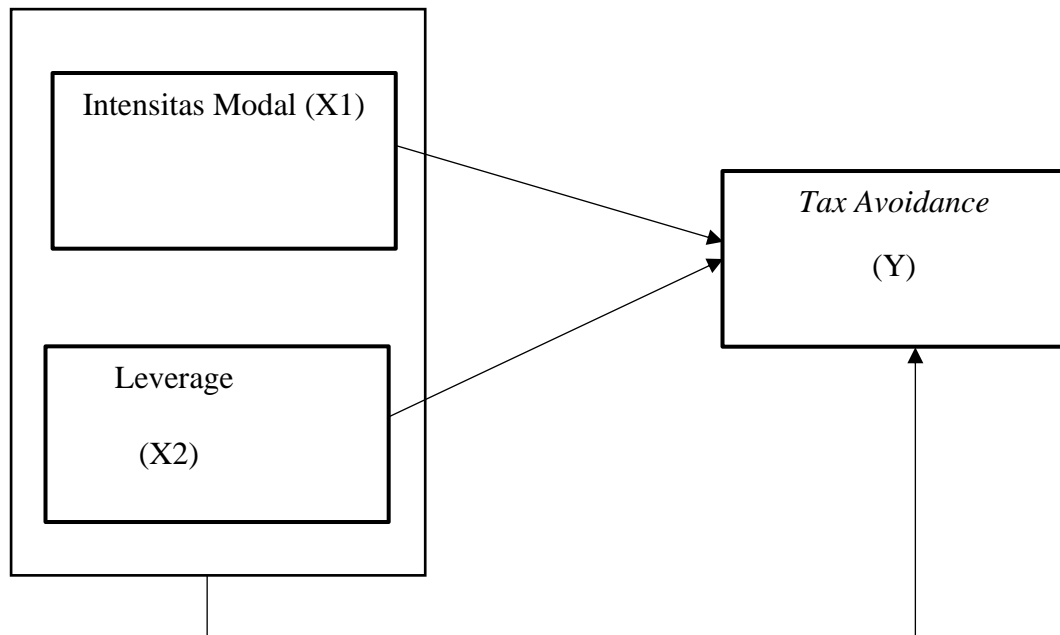 Intensitas Modal (X1)
Tax Avoidance
(Y)
Leverage
(X2)